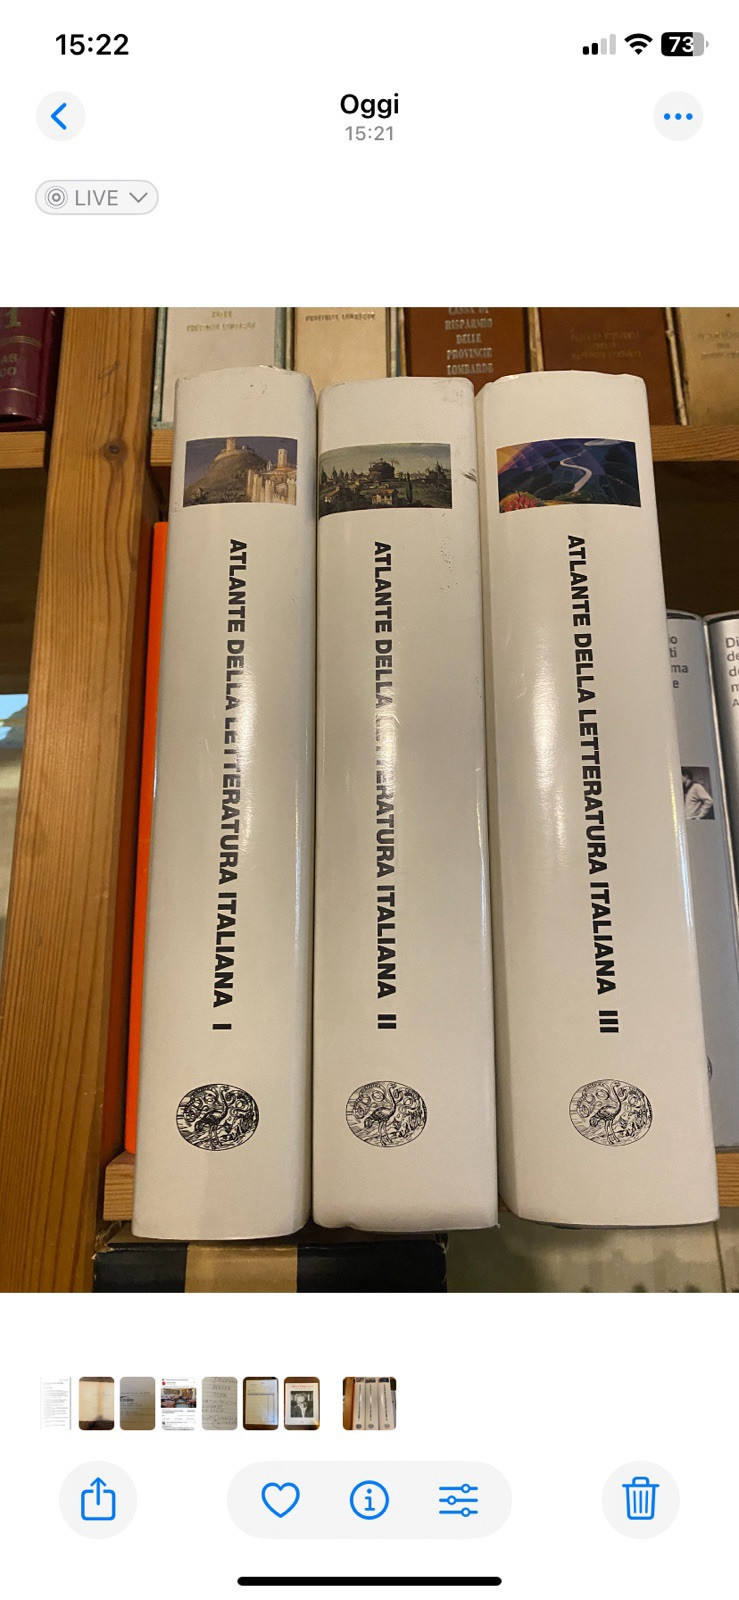 15:22
73
Oggi
15:21
LIVE
CASSA DI
RISPARMIO
DELLE
PROVINCIE
LOMBARDE
ATLANTE DELLA LETTERATURA ITALIANA I
ATLANTE DELLA LETTERATURA ITALIANA II
ATLANTE DELLA LETTERATURA ITALIANA III